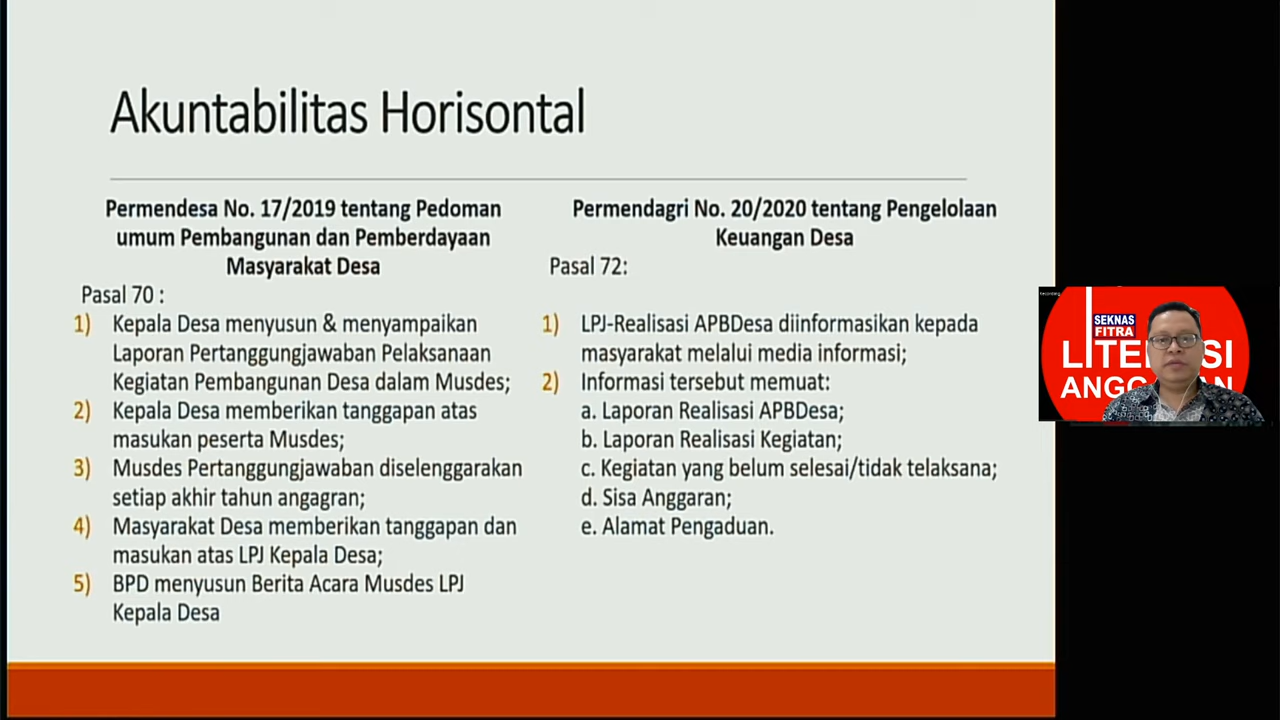 Akuntabilitas Horisontal
Permendesa No. 17/2019 tentang Pedoman
umum Pembangunan dan Pemberdayaan
Masyarakat Desa
Pasal 70 :
1) Kepala Desa menyusun & menyampaikan
Laporan Pertanggungjawaban Pelaksanaan
Kegiatan Pembangunan Desa dalam Musdes;
2) Kepala Desa memberikan tanggapan atas
masukan peserta Musdes;
3) Musdes Pertanggungjawaban diselenggarakan
setiap akhir tahun angagran;
4) Masyarakat Desa memberikan tanggapan dan
masukan atas LPJ Kepala Desa;
5) BPD menyusun Berita Acara Musdes LPJ
Kepala Desa
Permendagri No. 20/2020 tentang Pengelolaan
Keuangan Desa
Pasal 72:
1) LPJ-Realisasi APBDesa diinformasikan kepada
masyarakat melalui media informasi;
2) Informasi tersebut memuat:
a. Laporan Realisasi APBDesa;
b. Laporan Realisasi Kegiatan;
c. Kegiatan yang belum selesai/tidak telaksana;
d. Sisa Anggaran;
e. Alamat Pengaduan.
SEKNAS
FITRA